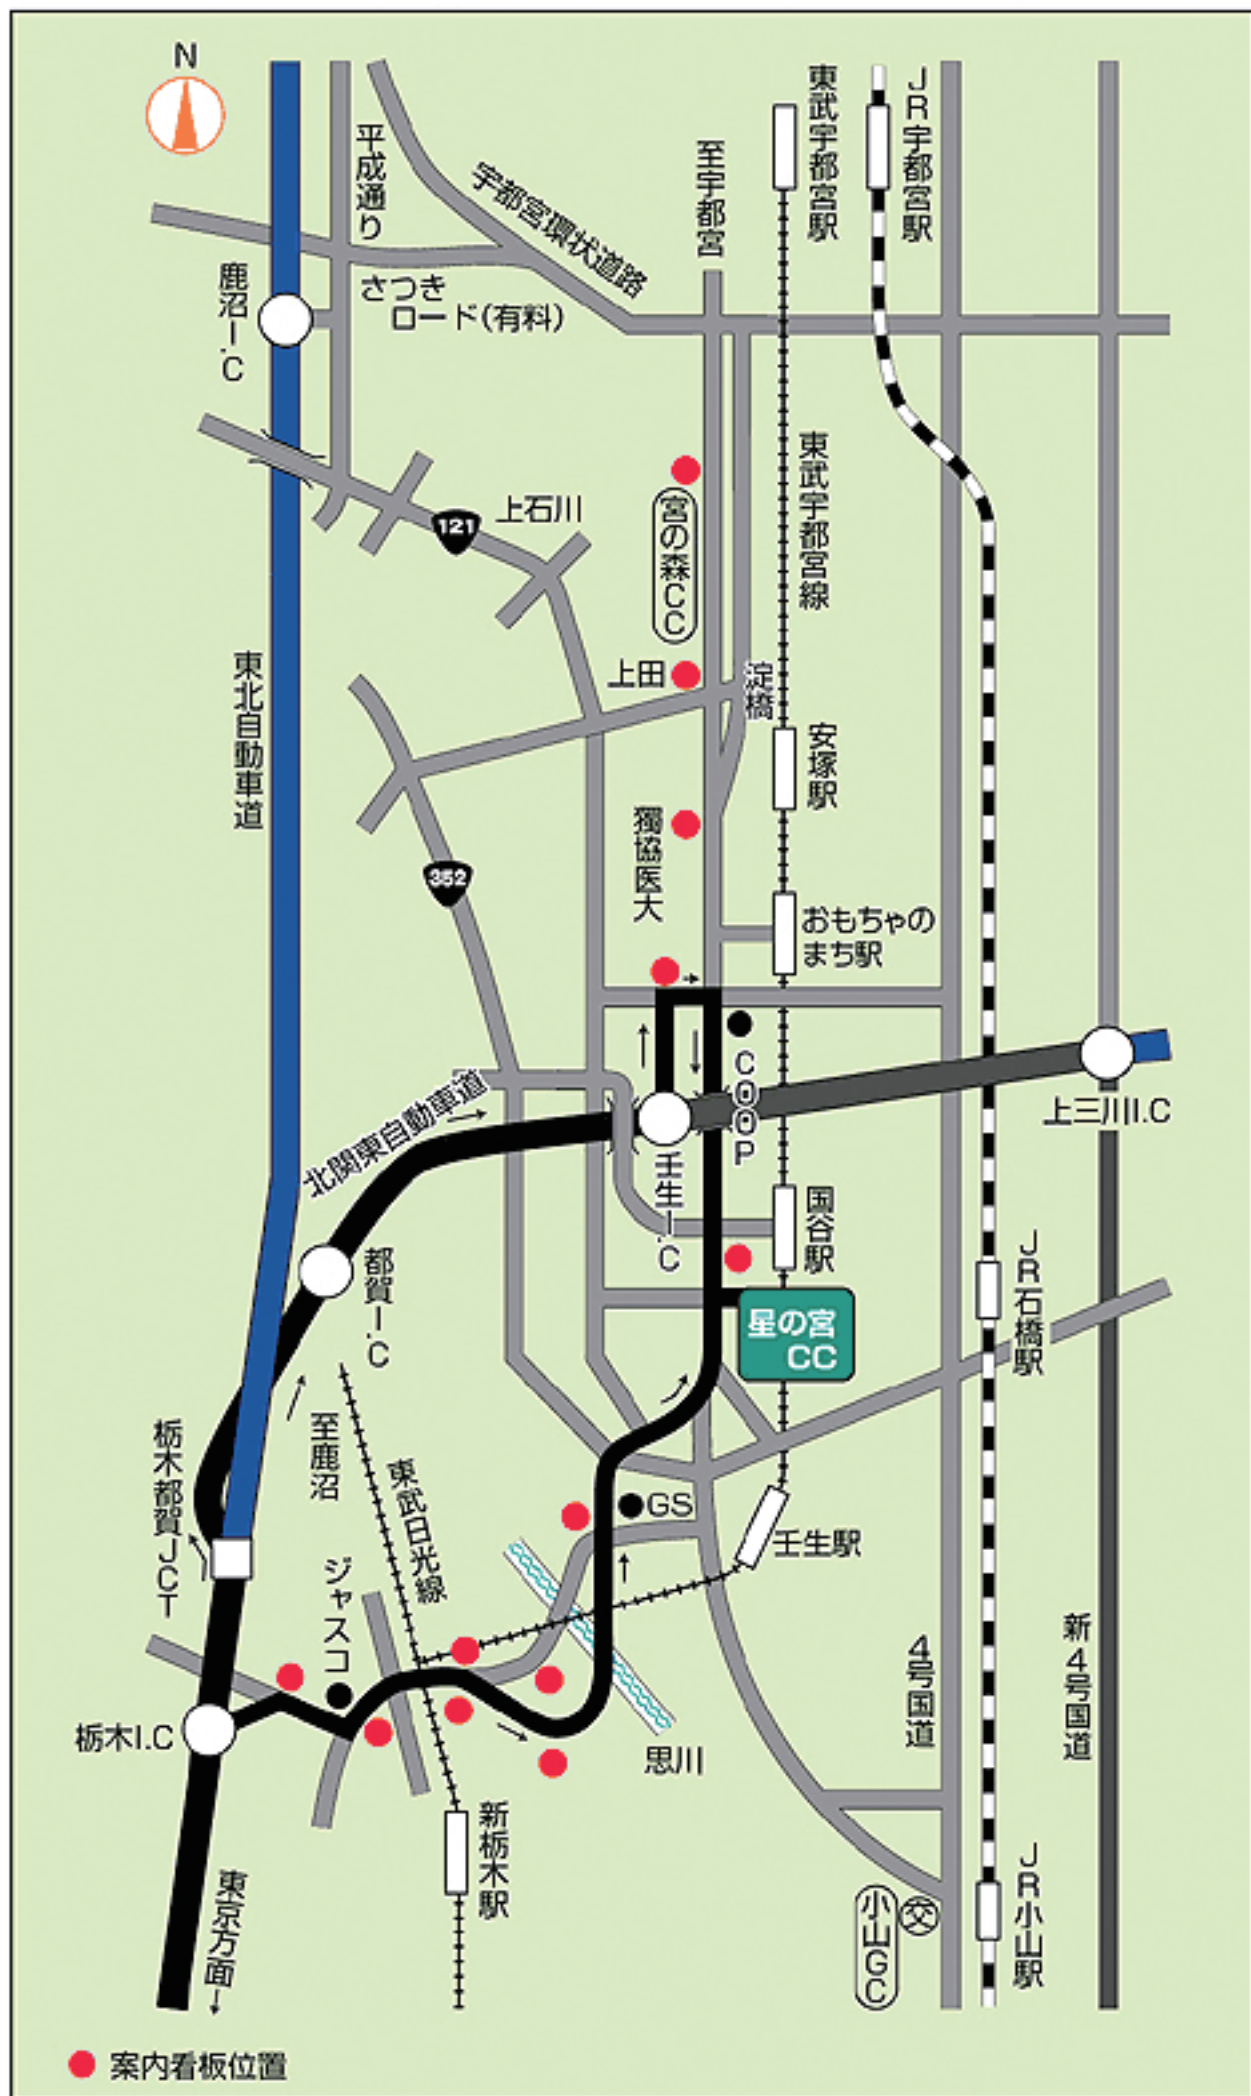 N
平成通り
宇都宮環状道路
至宇都宮
東武宇都宮駅
JR宇都宮駅
鹿沼I.C
さつき
ロード(有料)
121
上石川
宮の森CC
東武宇都宮線
上田
淀橋
東北自動車道
安塚駅
獨協医大
352
おもちゃの
まち駅
COOP
上三川I.C
北関東自動車道
壬生I.C
国谷駅
都賀I.C
星の宮
CC
JR石橋駅
至鹿沼
栃木都賀JCT
東武日光線
GS
壬生駅
ジャスコ
4号国道
新4号国道
栃木I.C
思川
新栃木駅
東京方面
小山GC
交
JR小山駅
案内看板位置